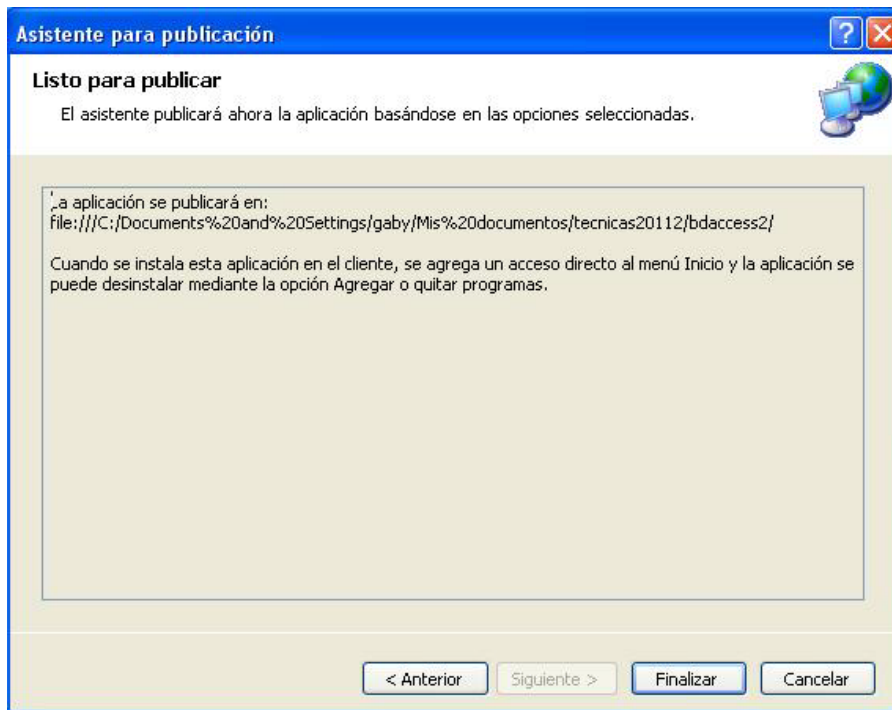 Asistente para publicación
Listo para publicar
El asistente publicará ahora la aplicación basándose en las opciones seleccionadas.
La aplicación se publicará en:
file:///C:/Documents%20and%20Settings/gaby/Mis%20documentos/tecnicas20112/bdaccess2/
Cuando se instala esta aplicación en el cliente, se agrega un acceso directo al menú Inicio y la aplicación se
puede desinstalar mediante la opción Agregar o quitar programas.
< Anterior
Siguiente >
Finalizar
Cancelar